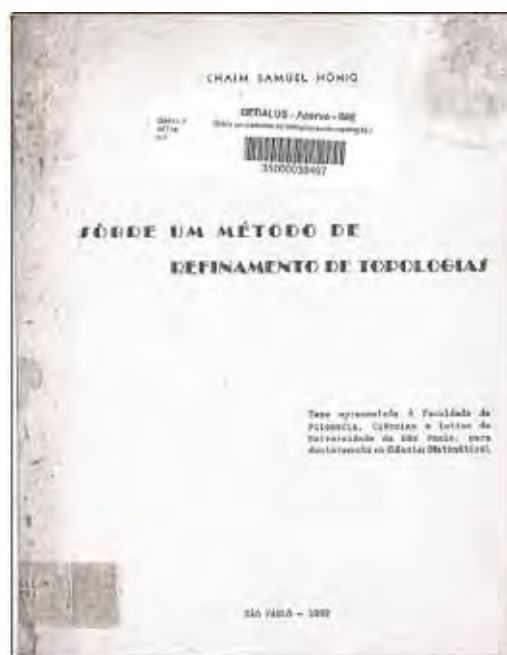 CHAIM SAMUEL HÖNIG
DEDALUS - Acervo - IME
SÔBRE UM MÉTODO DE
REFINAMENTO DE TOPOLOGIAS
Tese apresentada à Faculdade de
Filosofia, Ciências e Letras da
Universidade de São Paulo, para
doutoramento em Ciências (Matemática).
SÃO PAULO -